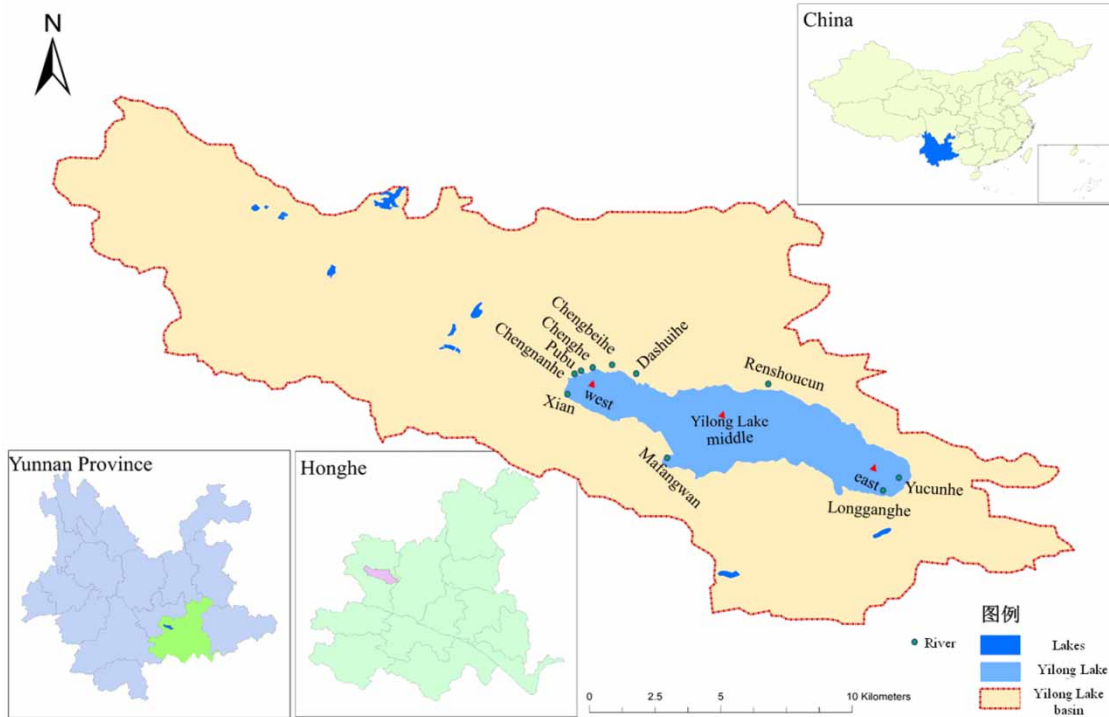 N
China
Chengbeihe
Chenghe
Pubu
Chengnanhe
Dashuihe
Renshoucun
Xian
west
Yilong Lake
middle
Mafangwan
east
Yucunhe
Longganghe
Yunnan Province
Honghe
图例
River
Lakes
Yilong Lake
Yilong Lake
basin
0 2.5 5 10 Kilometers